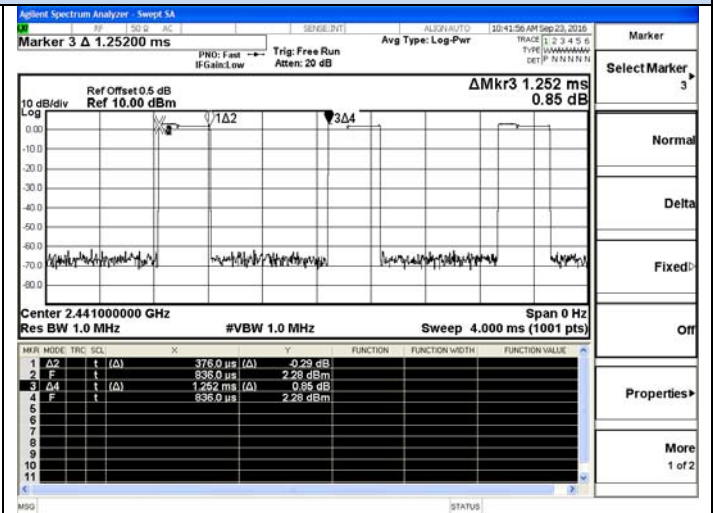 Agilent Spectrum Analyzer - Swept SA
RF 50 Ω AC SENSE:INT ALIGN AUTO 10:41:56 AM Sep 23, 2016
Marker 3 Δ 1.25200 ms
PNO: Fast Trig: Free Run Avg Type: Log-Pwr TRACE 1 2 3 4 5 6
IFGain:Low Atten: 20 dB TYPE WWWWWW
DET P N N N N N
Marker
Select Marker
3
Ref Offset 0.5 dB
10 dB/div Ref 10.00 dBm
ΔMkr3 1.252 ms
0.85 dB
Log
0.00
-10.0
-20.0
-30.0
-40.0
-50.0
-60.0
-70.0
-80.0
1Δ2
3Δ4
Normal
Delta
Fixed
Off
Center 2.441000000 GHz Span 0 Hz
Res BW 1.0 MHz #VBW 1.0 MHz Sweep 4.000 ms (1001 pts)
MKR MODE TRC SCL X Y FUNCTION FUNCTION WIDTH FUNCTION VALUE
1 Δ2 t (Δ) 376.0 µs (Δ) -0.29 dB
2 F t 836.0 µs 2.28 dBm
3 Δ4 t (Δ) 1.252 ms (Δ) 0.85 dB
4 F t 836.0 µs 2.28 dBm
5
6
7
8
9
10
11
Properties
More
1 of 2
MSG STATUS